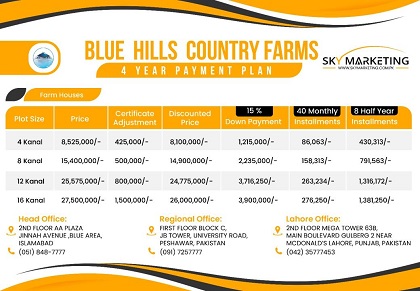 BLUE HILLS COUNTRY FARMS
4 YEAR PAYMENT PLAN
SKY MARKETING
WWW.SKYMARKETING.COM.PK
Farm Houses
Plot Size Price Certificate Adjustment Discounted Price 15 % Down Payment 40 Monthly Installments 8 Half Year Installments
4 Kanal 8,525,000/- 425,000/- 8,100,000/- 1,215,000/- 86,063/- 430,313/-
8 Kanal 15,400,000/- 500,000/- 14,900,000/- 2,235,000/- 158,313/- 791,563/-
12 Kanal 25,575,000/- 800,000/- 24,775,000/- 3,716,250/- 263,234/- 1,316,172/-
16 Kanal 27,500,000/- 1,500,000/- 26,000,000/- 3,900,000/- 276,250/- 1,381,250/-
Head Office:
2ND FLOOR AA PLAZA
JINNAH AVENUE ,BLUE AREA,
ISLAMABAD
(051) 848-7777
Regional Office:
FIRST FLOOR BLOCK C,
JB TOWER, UNIVERSITY ROAD,
PESHAWAR, PAKISTAN
(091) 7257777
Lahore Office:
2ND FLOOR MEGA TOWER 63B,
MAIN BOULEVARD GULBERG 2 NEAR
MCDONALD'S LAHORE, PUNJAB, PAKISTAN
(042) 35777453